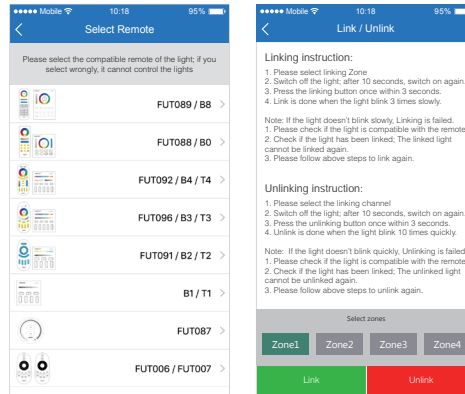 Mobile 10:18 95%
Select Remote
Please select the compatible remote of the light; if you
select wrongly, it cannot control the lights
FUT089 / B8
FUT088 / B0
FUT092 / B4 / T4
FUT096 / B3 / T3
FUT091 / B2 / T2
B1 / T1
FUT087
FUT006 / FUT007
Mobile 10:18 95%
Link / Unlink
Linking instruction:
1. Please select linking Zone
2. Switch off the light; after 10 seconds, switch on again.
3. Press the linking button once within 3 seconds.
4. Link is done when the light blink 3 times slowly.
Note: If the light doesn't blink slowly, Linking is failed.
1. Please check if the light is compatible with the remote
2. Check if the light has been linked; The linked light
cannot be linked again.
3. Please follow above steps to link again.
Unlinking instruction:
1. Please select the linking channel
2. Switch off the light; after 10 seconds, switch on again.
3. Press the unlinking button once within 3 seconds.
4. Unlink is done when the light blink 10 times quickly.
Note: If the light doesn't blink quickly, Unlinking is failed
1. Please check if the light is compatible with the remote
2. Check if the light has been linked; The unlinked light
cannot be unlinked again.
3. Please follow above steps to unlink again.
Select zones
Zone1 Zone2 Zone3 Zone4
Link Unlink